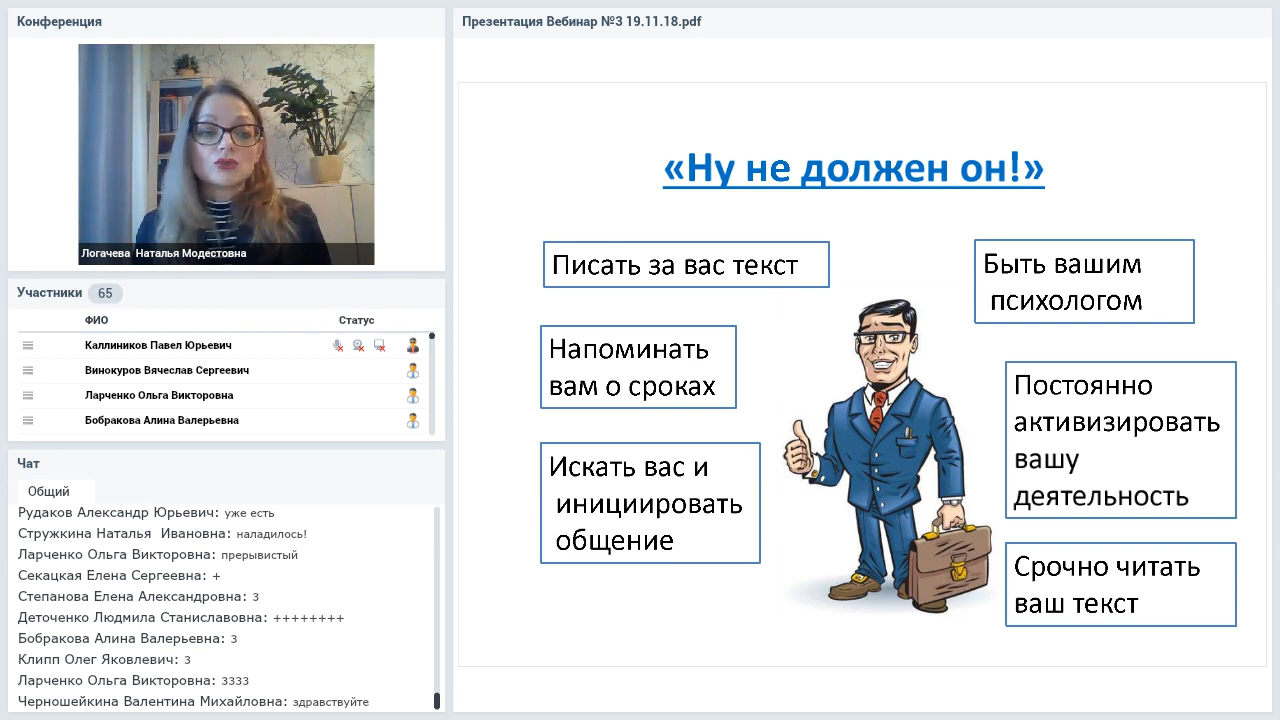 Конференция
Логачева Наталья Модестовна
Участники 65
ФИО Статус
Каллиников Павел Юрьевич
Винокуров Вячеслав Сергеевич
Ларченко Ольга Викторовна
Бобракова Алина Валерьевна
Чат
Общий
Рудаков Александр Юрьевич: уже есть
Стружкина Наталья Ивановна: наладилось!
Ларченко Ольга Викторовна: прерывистый
Секацкая Елена Сергеевна: +
Степанова Елена Александровна: 3
Деточенко Людмила Станиславовна: ++++++++
Бобракова Алина Валерьевна: 3
Клипп Олег Яковлевич: 3
Ларченко Ольга Викторовна: 3333
Черношейкина Валентина Михайловна: здравствуйте
Презентация Вебинар №3 19.11.18.pdf
«Ну не должен он!»
Писать за вас текст
Напоминать
вам о сроках
Искать вас и
инициировать
общение
Быть вашим
психологом
Постоянно
активизировать
вашу
деятельность
Срочно читать
ваш текст